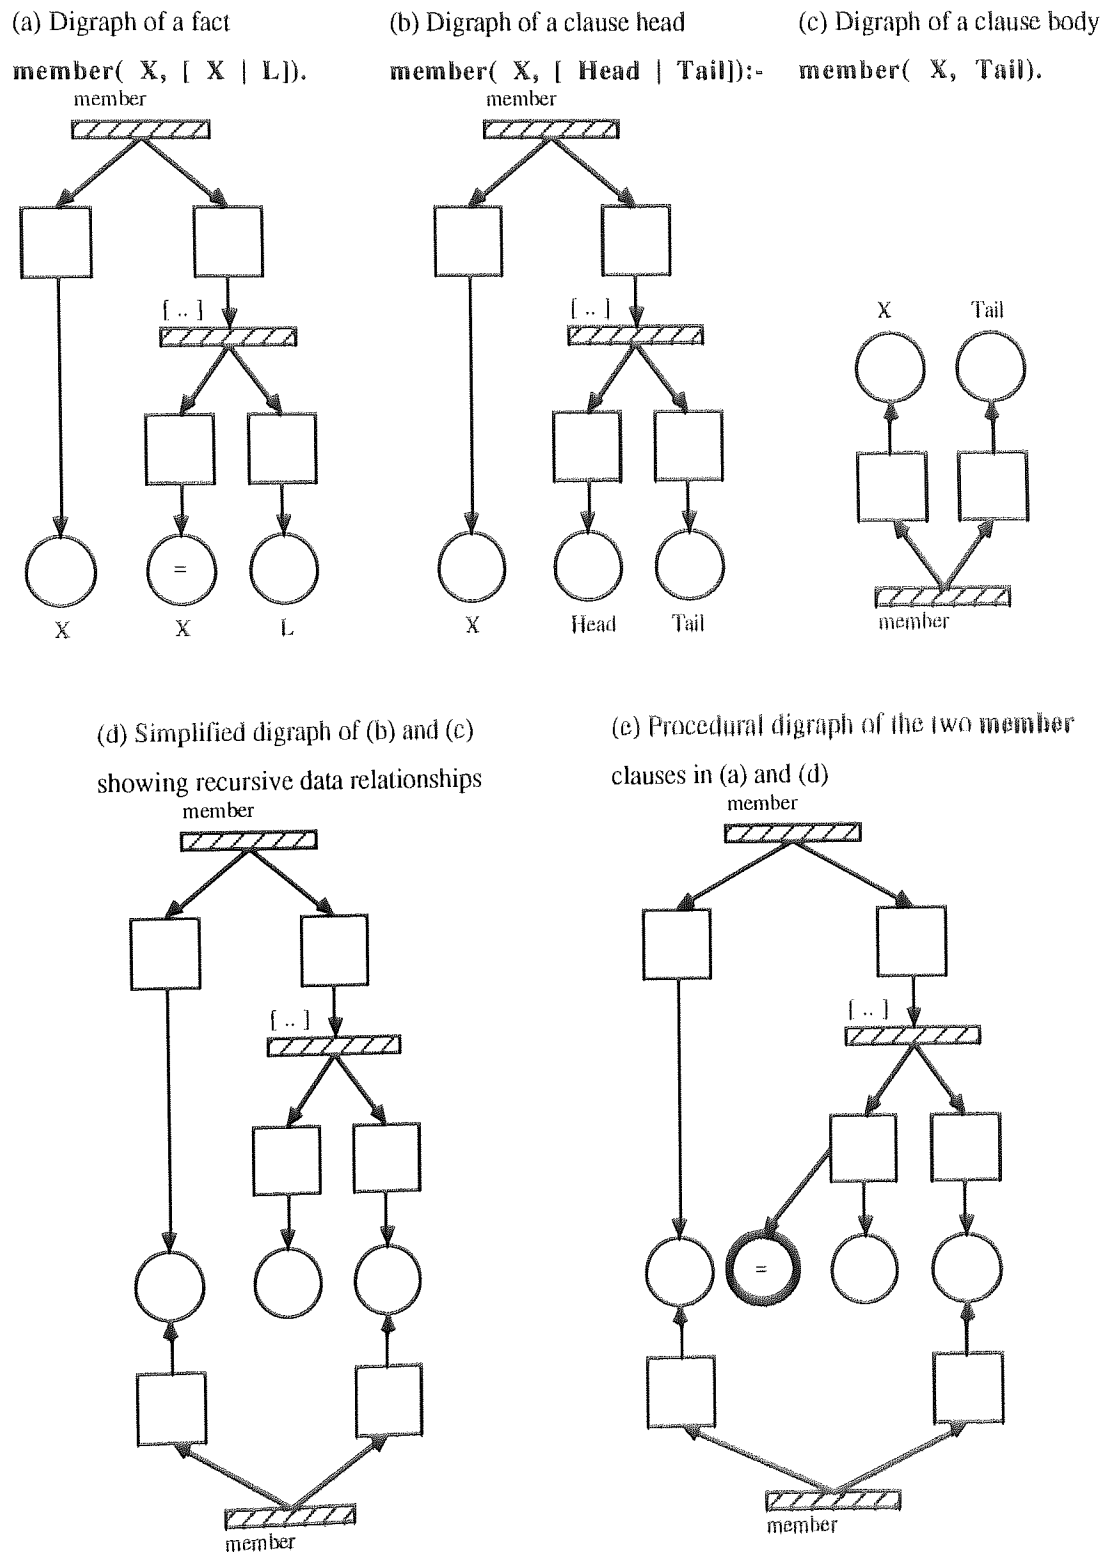 (a) Digraph of a fact
member( X, [ X | L]).
member
[ .. ]
=
X
X
L
(b) Digraph of a clause head
member( X, [ Head | Tail]):-
member
[ .. ]
X
Head
Tail
(c) Digraph of a clause body
member( X, Tail).
X
Tail
member
(d) Simplified digraph of (b) and (c)
showing recursive data relationships
member
[ .. ]
member
(e) Procedural digraph of the two member
clauses in (a) and (d)
member
[ .. ]
=
member